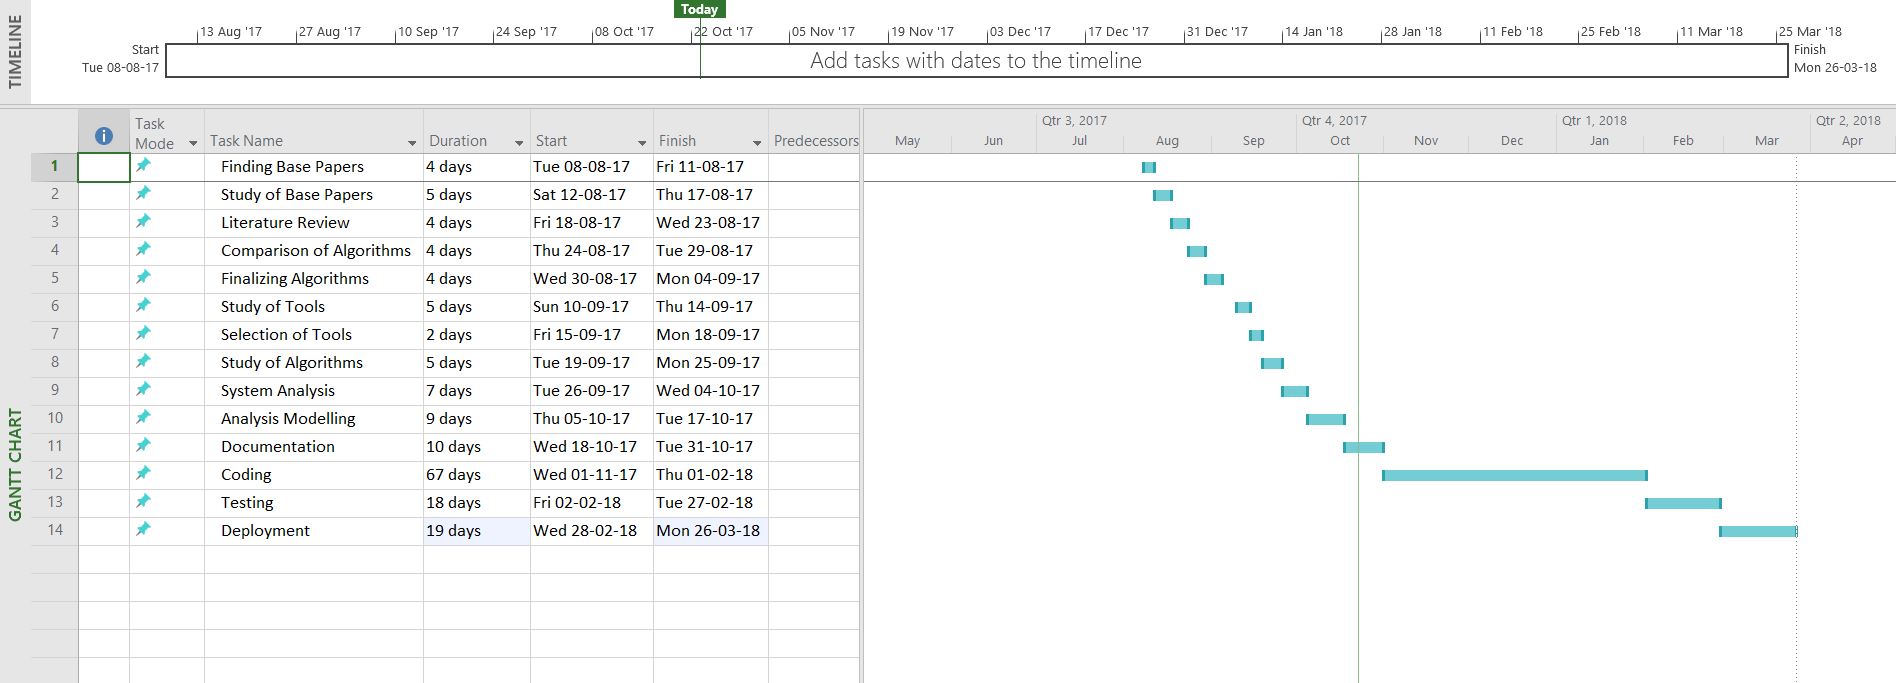 TIMELINE
Today
13 Aug '17 27 Aug '17 10 Sep '17 24 Sep '17 08 Oct '17 22 Oct '17 05 Nov '17 19 Nov '17 03 Dec '17 17 Dec '17 31 Dec '17 14 Jan '18 28 Jan '18 11 Feb '18 25 Feb '18 11 Mar '18 25 Mar '18
Start
Tue 08-08-17
Add tasks with dates to the timeline
Finish
Mon 26-03-18
GANTT CHART
i Task Mode Task Name Duration Start Finish Predecessors
Qtr 3, 2017 Qtr 4, 2017 Qtr 1, 2018 Qtr 2, 2018
May Jun Jul Aug Sep Oct Nov Dec Jan Feb Mar Apr
1 Finding Base Papers 4 days Tue 08-08-17 Fri 11-08-17
2 Study of Base Papers 5 days Sat 12-08-17 Thu 17-08-17
3 Literature Review 4 days Fri 18-08-17 Wed 23-08-17
4 Comparison of Algorithms 4 days Thu 24-08-17 Tue 29-08-17
5 Finalizing Algorithms 4 days Wed 30-08-17 Mon 04-09-17
6 Study of Tools 5 days Sun 10-09-17 Thu 14-09-17
7 Selection of Tools 2 days Fri 15-09-17 Mon 18-09-17
8 Study of Algorithms 5 days Tue 19-09-17 Mon 25-09-17
9 System Analysis 7 days Tue 26-09-17 Wed 04-10-17
10 Analysis Modelling 9 days Thu 05-10-17 Tue 17-10-17
11 Documentation 10 days Wed 18-10-17 Tue 31-10-17
12 Coding 67 days Wed 01-11-17 Thu 01-02-18
13 Testing 18 days Fri 02-02-18 Tue 27-02-18
14 Deployment 19 days Wed 28-02-18 Mon 26-03-18